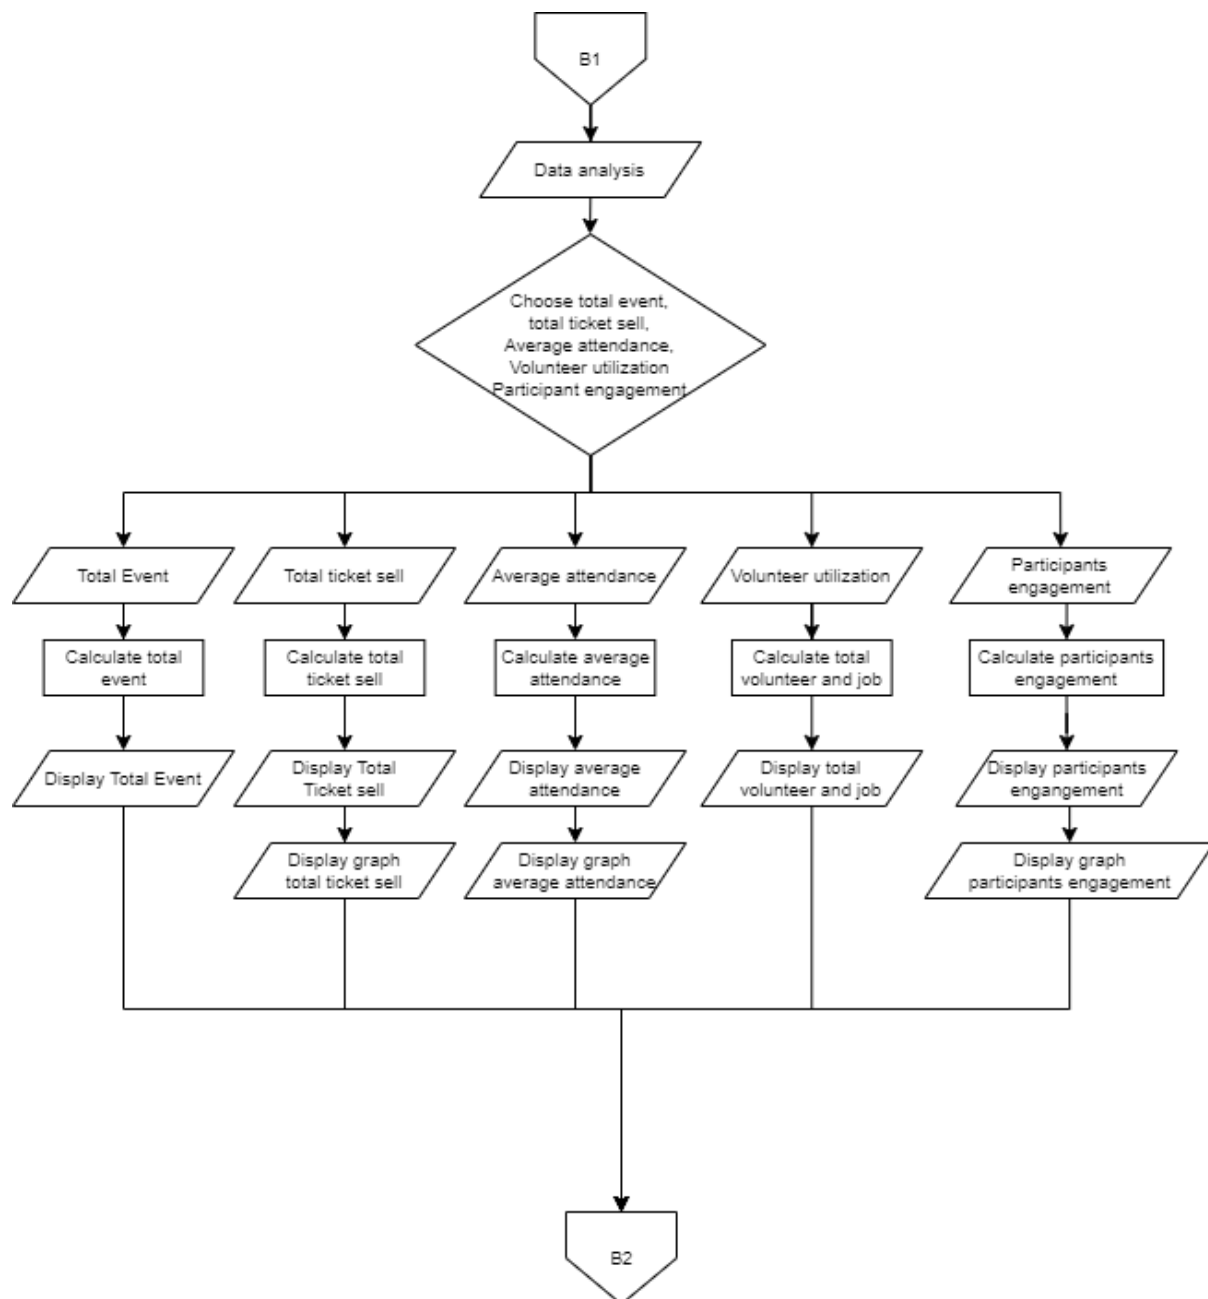 B1
Data analysis
Choose total event,
total ticket sell,
Average attendance,
Volunteer utilization
Participant engagement
Total Event
Total ticket sell
Average attendance
Volunteer utilization
Participants
engagement
Calculate total
event
Calculate total
ticket sell
Calculate average
attendance
Calculate total
volunteer and job
Calculate participants
engagement
Display Total Event
Display Total
Ticket sell
Display average
attendance
Display total
volunteer and job
Display participants
engangement
Display graph
total ticket sell
Display graph
average attendance
Display graph
participants engagement
B2